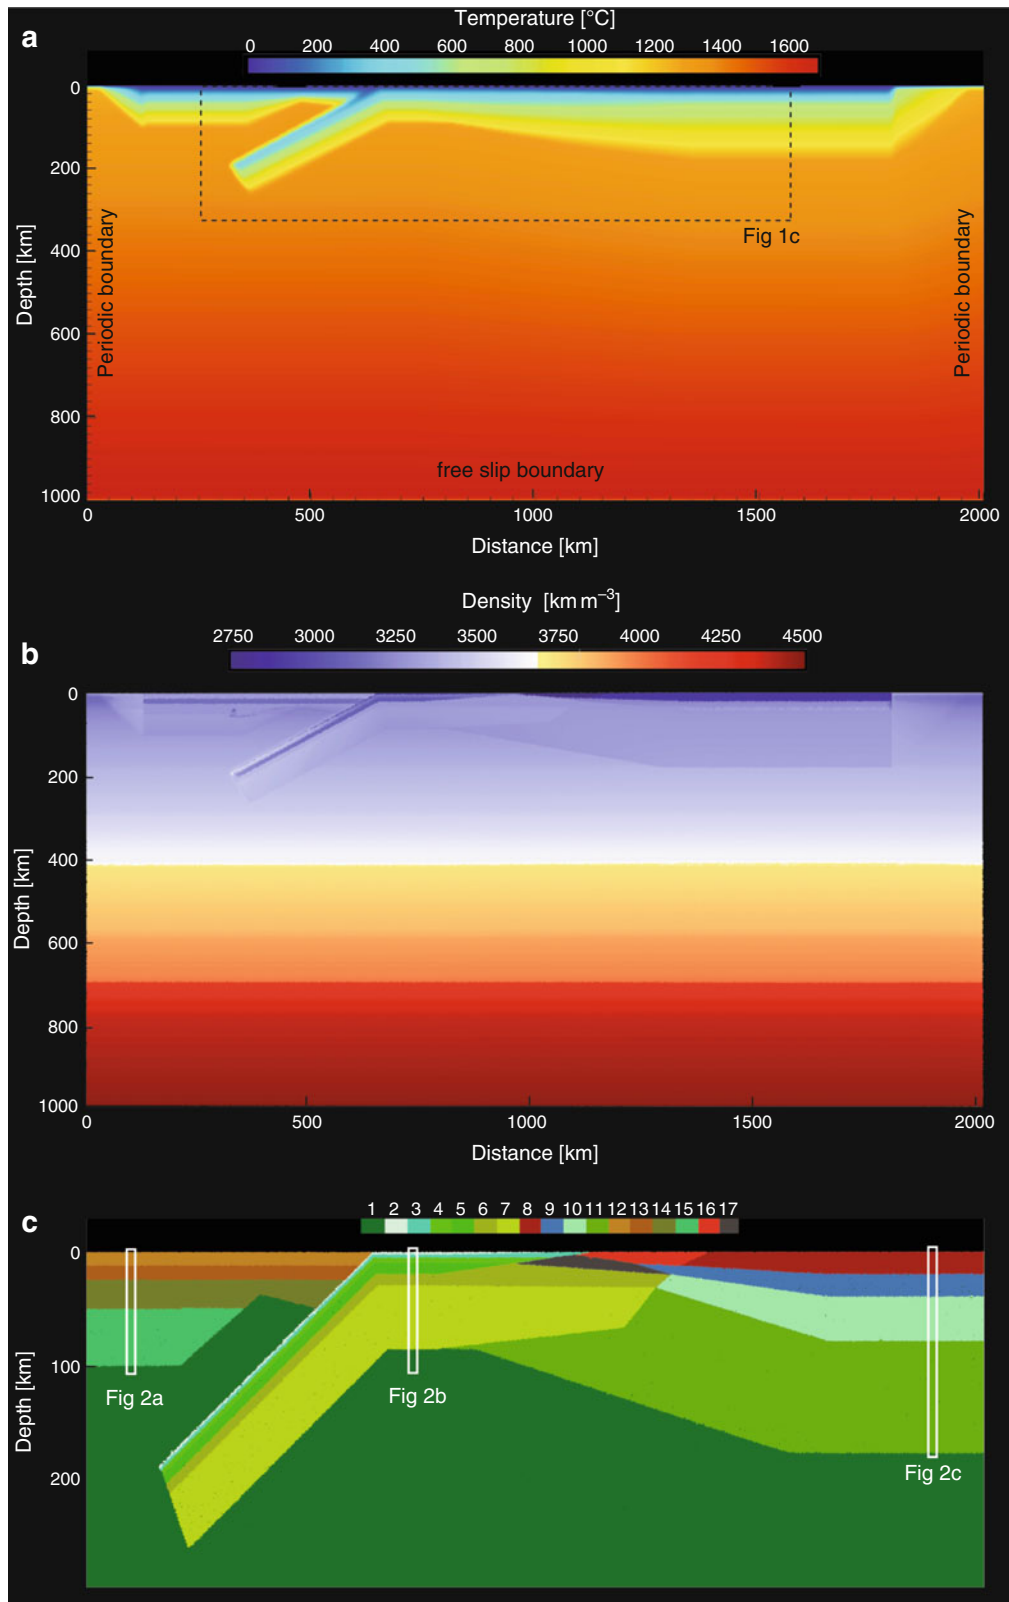 a
Temperature [°C]
0 200 400 600 800 1000 1200 1400 1600
0
200
400
600
800
1000
Depth [km]
Periodic boundary
Periodic boundary
Fig 1c
free slip boundary
0 500 1000 1500 2000
Distance [km]
b
Density [km m⁻³]
2750 3000 3250 3500 3750 4000 4250 4500
0
200
400
600
800
1000
Depth [km]
0 500 1000 1500 2000
Distance [km]
c
1 2 3 4 5 6 7 8 9 10 11 12 13 14 15 16 17
0
100
200
Depth [km]
Fig 2a
Fig 2b
Fig 2c